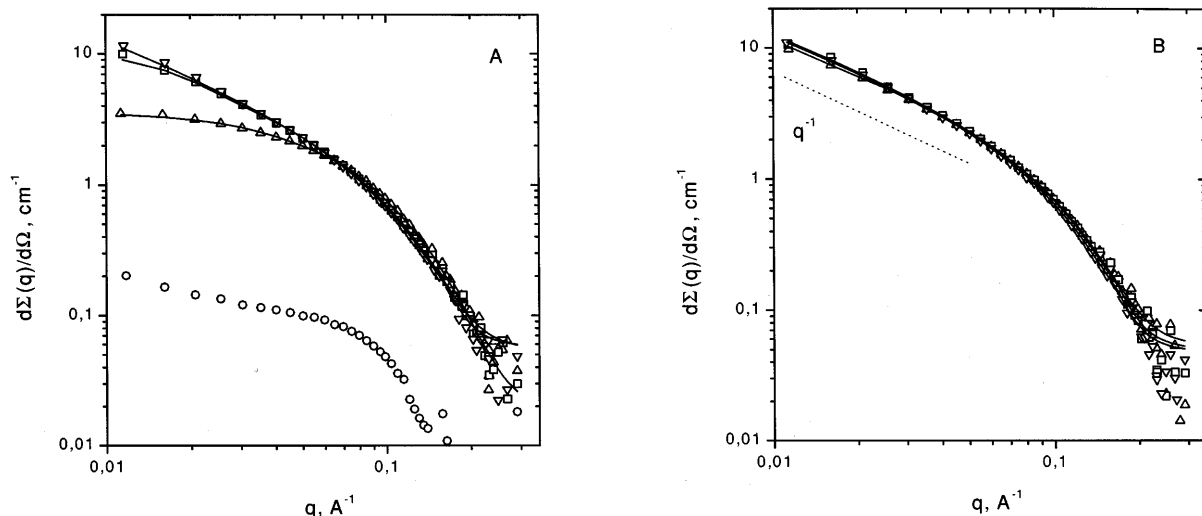 A
10
1
0,1
0,01
0,01
0,1
dΣ(q)/dΩ, cm⁻¹
q, A⁻¹
B
10
1
0,1
0,01
0,01
0,1
q⁻¹
dΣ(q)/dΩ, cm⁻¹
q, A⁻¹